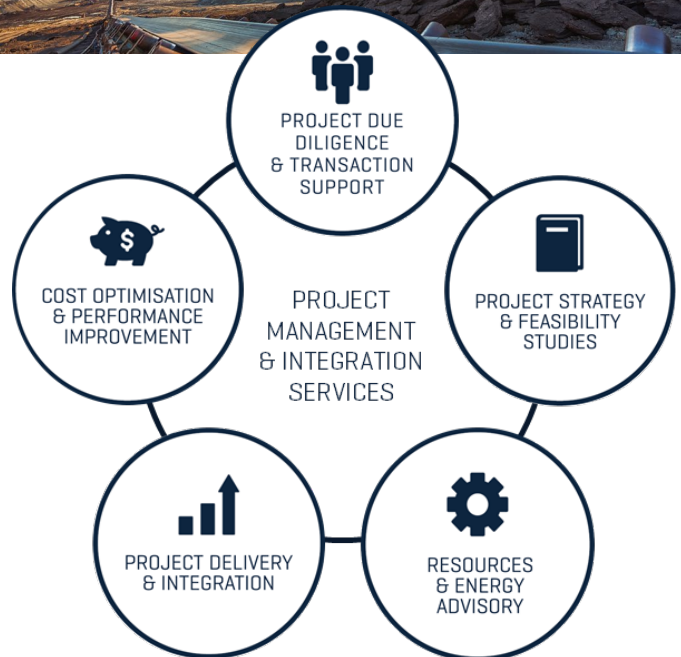 PROJECT DUE
DILIGENCE
& TRANSACTION
SUPPORT
COST OPTIMISATION
& PERFORMANCE
IMPROVEMENT
$
PROJECT
MANAGEMENT
& INTEGRATION
SERVICES
PROJECT STRATEGY
& FEASIBILITY
STUDIES
PROJECT DELIVERY
& INTEGRATION
RESOURCES
& ENERGY
ADVISORY